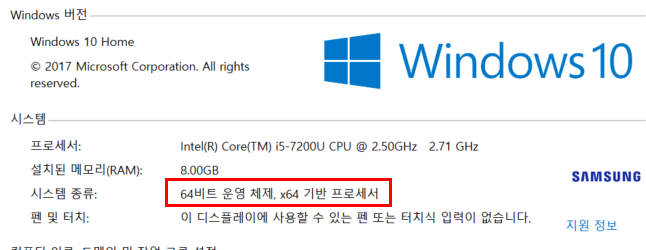 Windows 버전
Windows 10 Home
© 2017 Microsoft Corporation. All rights
reserved.
Windows 10
시스템
프로세서: Intel(R) Core(TM) i5-7200U CPU @ 2.50GHz 2.71 GHz
설치된 메모리(RAM): 8.00GB
시스템 종류: 64비트 운영 체제, x64 기반 프로세서
SAMSUNG
펜 및 터치: 이 디스플레이에 사용할 수 있는 펜 또는 터치식 입력이 없습니다.
지원 정보